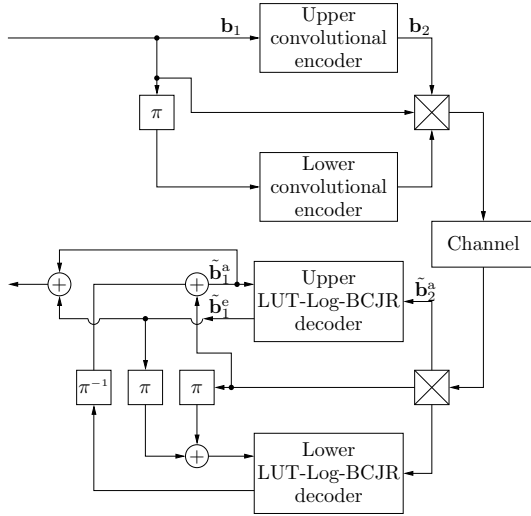 b₁
Upper
convolutional
encoder
b₂
π
Lower
convolutional
encoder
Channel
+
+
b̃₁ᵃ
Upper
LUT-Log-BCJR
decoder
b̃₂ᵃ
b̃₁ᵉ
π⁻¹
π
π
+
Lower
LUT-Log-BCJR
decoder